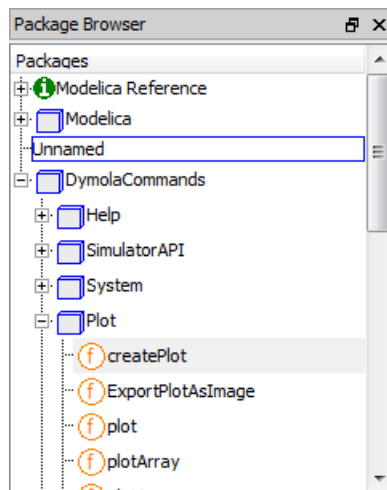 Package Browser
Packages
Modelica Reference
Modelica
Unnamed
DymolaCommands
Help
SimulatorAPI
System
Plot
f createPlot
f ExportPlotAsImage
f plot
f plotArray